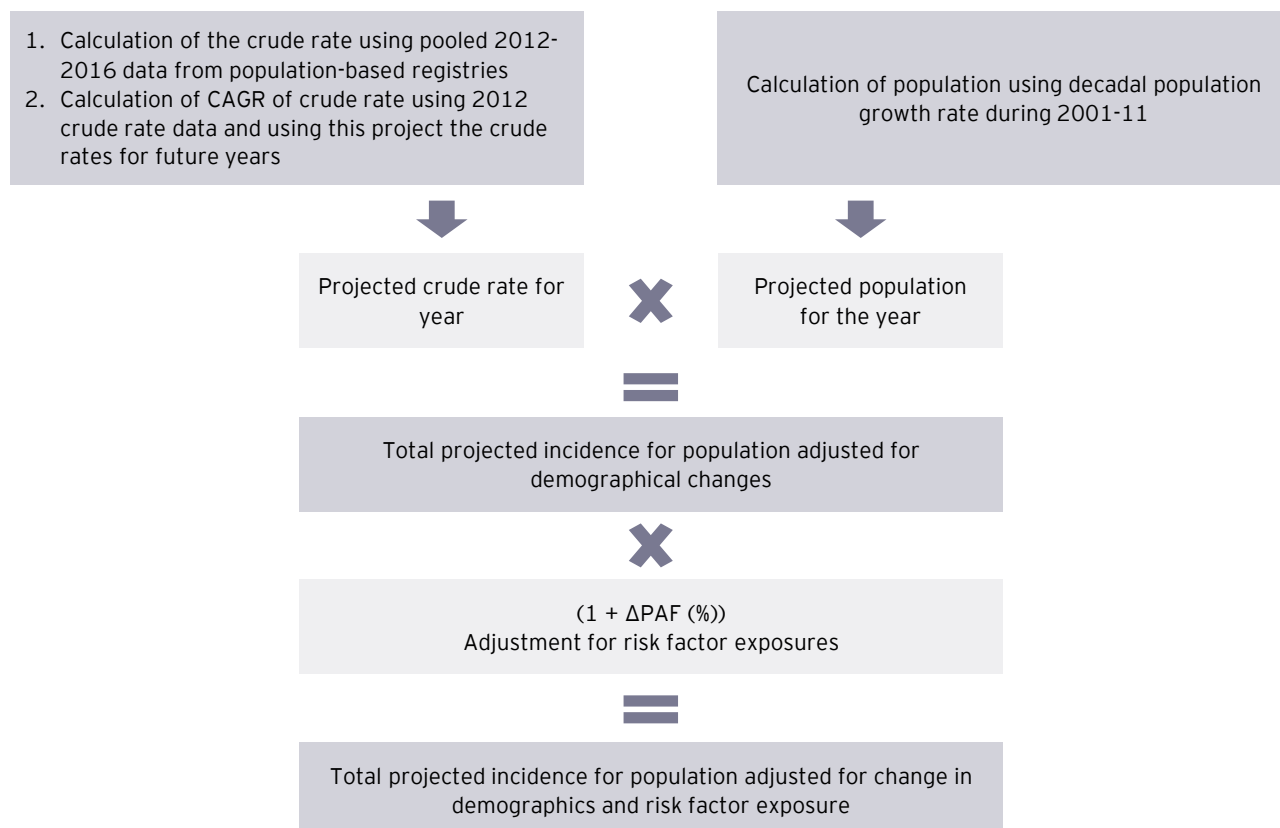 1. Calculation of the crude rate using pooled 2012-
2016 data from population-based registries
2. Calculation of CAGR of crude rate using 2012
crude rate data and using this project the crude
rates for future years
Calculation of population using decadal population
growth rate during 2001-11
Projected crude rate for
year
Projected population
for the year
Total projected incidence for population adjusted for
demographical changes
(1 + ΔPAF (%))
Adjustment for risk factor exposures
Total projected incidence for population adjusted for change in
demographics and risk factor exposure